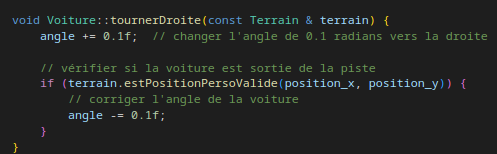 void Voiture::tournerDroite(const Terrain & terrain) {
    angle += 0.1f;  // changer l'angle de 0.1 radians vers la droite

    // vérifier si la voiture est sortie de la piste
    if (terrain.estPositionPersoValide(position_x, position_y)) {
        // corriger l'angle de la voiture
        angle -= 0.1f;
    }
}